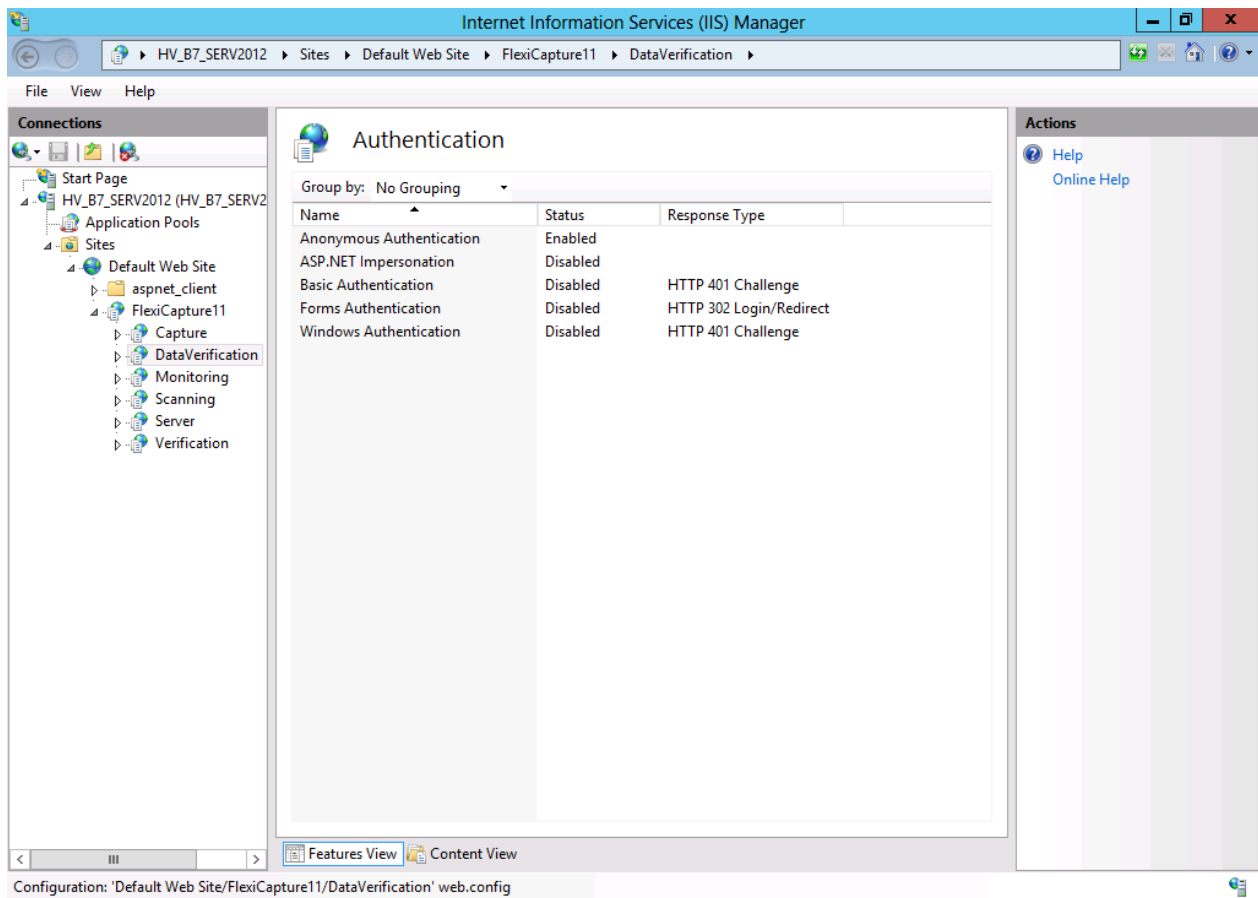 Internet Information Services (IIS) Manager
HV_B7_SERV2012 Sites Default Web Site FlexiCapture11 DataVerification
File View Help
Connections
Start Page
HV_B7_SERV2012 (HV_B7_SERV2
Application Pools
Sites
Default Web Site
aspnet_client
FlexiCapture11
Capture
DataVerification
Monitoring
Scanning
Server
Verification
Authentication
Group by: No Grouping
Name Status Response Type
Anonymous Authentication Enabled
ASP.NET Impersonation Disabled
Basic Authentication Disabled HTTP 401 Challenge
Forms Authentication Disabled HTTP 302 Login/Redirect
Windows Authentication Disabled HTTP 401 Challenge
Features View Content View
Actions
Help
Online Help
Configuration: 'Default Web Site/FlexiCapture11/DataVerification' web.config